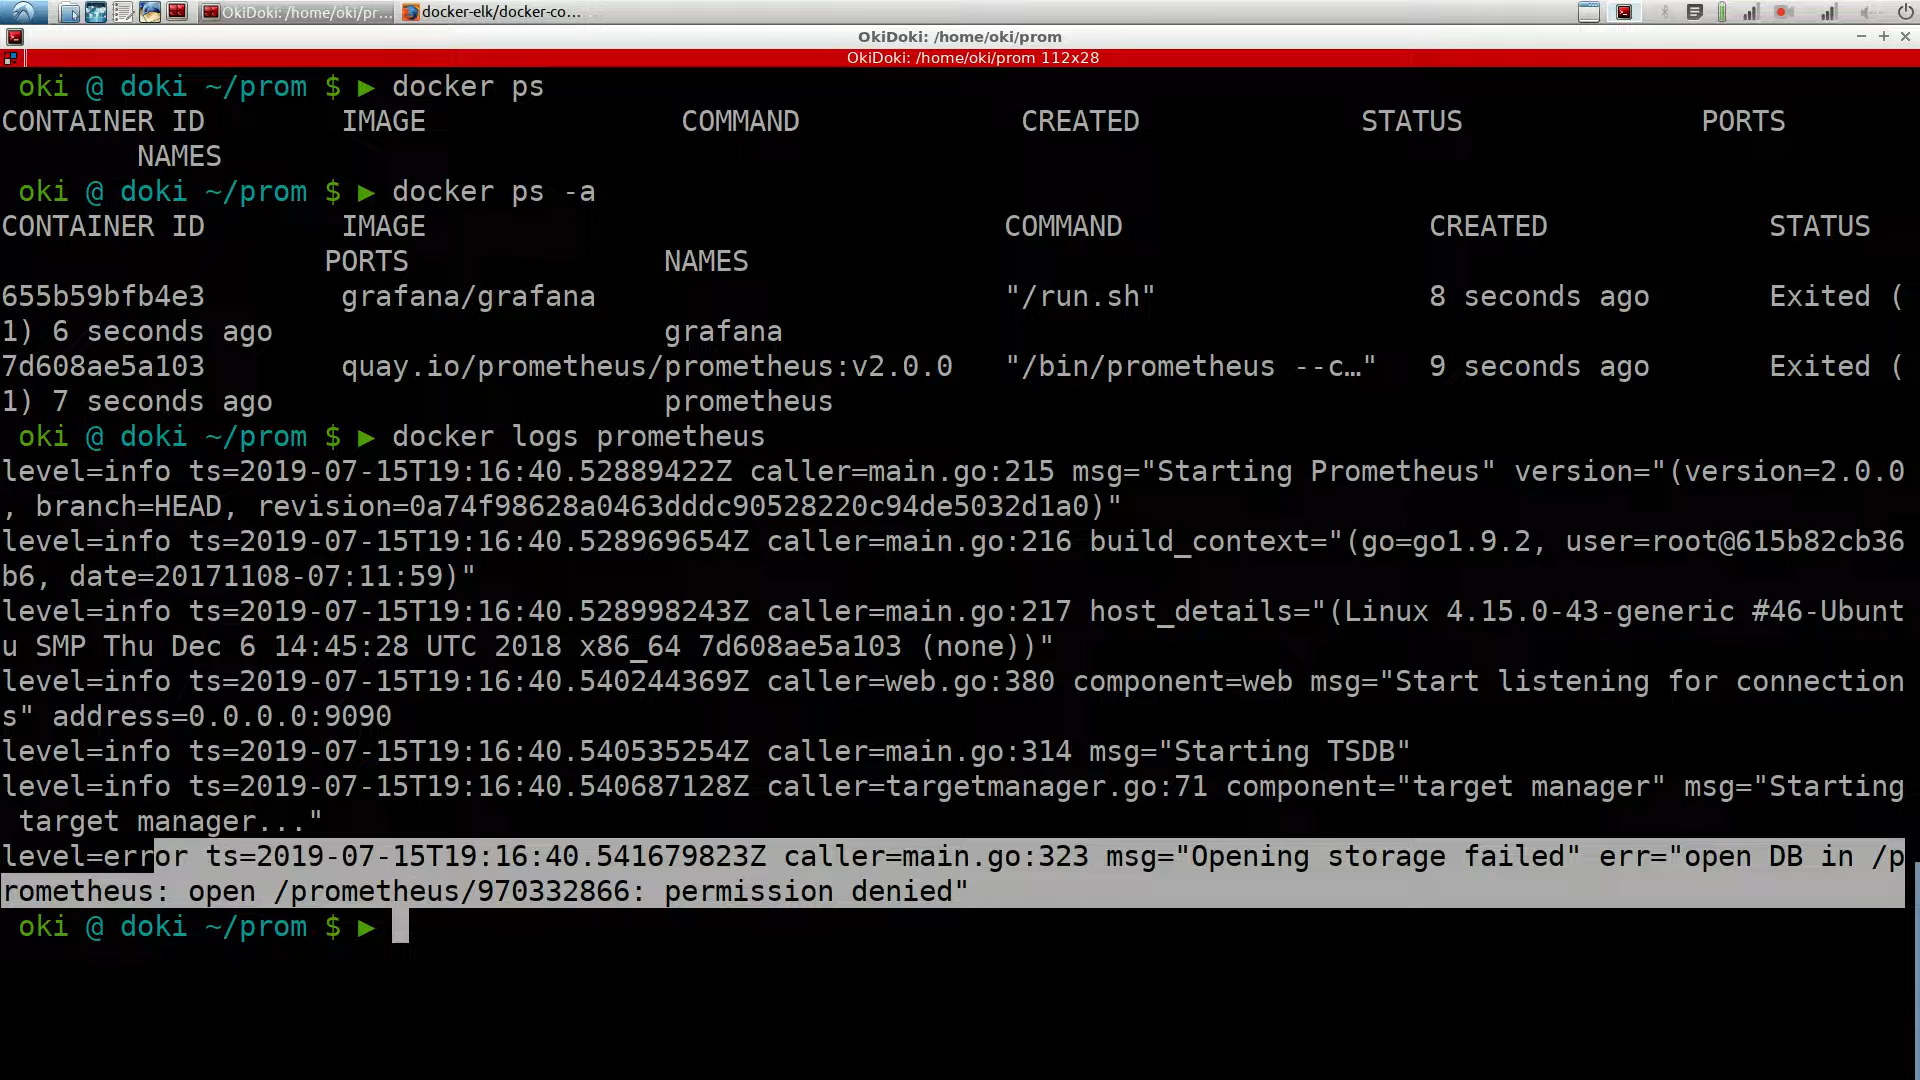 OkiDoki: /home/oki/pr...
docker-elk/docker-co...
OkiDoki: /home/oki/prom
OkiDoki: /home/oki/prom 112x28
oki @ doki ~/prom $ ▶ docker ps
CONTAINER ID IMAGE COMMAND CREATED STATUS PORTS
NAMES
oki @ doki ~/prom $ ▶ docker ps -a
CONTAINER ID IMAGE COMMAND CREATED STATUS
PORTS NAMES
655b59bfb4e3 grafana/grafana "/run.sh" 8 seconds ago Exited (
1) 6 seconds ago grafana
7d608ae5a103 quay.io/prometheus/prometheus:v2.0.0 "/bin/prometheus --c…" 9 seconds ago Exited (
1) 7 seconds ago prometheus
oki @ doki ~/prom $ ▶ docker logs prometheus
level=info ts=2019-07-15T19:16:40.52889422Z caller=main.go:215 msg="Starting Prometheus" version="(version=2.0.0
, branch=HEAD, revision=0a74f98628a0463dddc90528220c94de5032d1a0)"
level=info ts=2019-07-15T19:16:40.528969654Z caller=main.go:216 build_context="(go=go1.9.2, user=root@615b82cb36
b6, date=20171108-07:11:59)"
level=info ts=2019-07-15T19:16:40.528998243Z caller=main.go:217 host_details="(Linux 4.15.0-43-generic #46-Ubunt
u SMP Thu Dec 6 14:45:28 UTC 2018 x86_64 7d608ae5a103 (none))"
level=info ts=2019-07-15T19:16:40.540244369Z caller=web.go:380 component=web msg="Start listening for connection
s" address=0.0.0.0:9090
level=info ts=2019-07-15T19:16:40.540535254Z caller=main.go:314 msg="Starting TSDB"
level=info ts=2019-07-15T19:16:40.540687128Z caller=targetmanager.go:71 component="target manager" msg="Starting
target manager..."
level=error ts=2019-07-15T19:16:40.541679823Z caller=main.go:323 msg="Opening storage failed" err="open DB in /p
rometheus: open /prometheus/970332866: permission denied"
oki @ doki ~/prom $ ▶